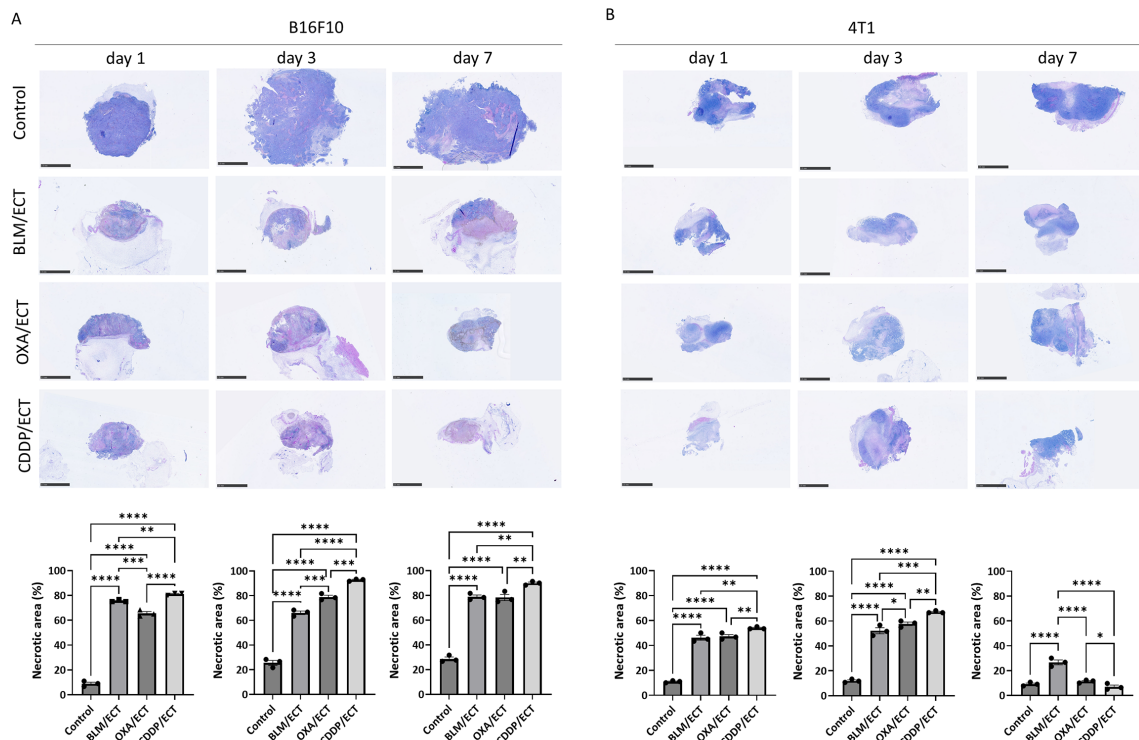 A
B16F10
day 1
day 3
day 7
Control
BLM/ECT
OXA/ECT
CDDP/ECT
Necrotic area (%)
100
80
60
40
20
0
****
**
****
***
****
****
Control
BLM/ECT
OXA/ECT
CDDP/ECT
Necrotic area (%)
100
80
60
40
20
0
****
****
****
***
***
****
Control
BLM/ECT
OXA/ECT
CDDP/ECT
Necrotic area (%)
100
80
60
40
20
0
****
**
****
**
****
Control
BLM/ECT
OXA/ECT
CDDP/ECT
B
4T1
day 1
day 3
day 7
Necrotic area (%)
100
80
60
40
20
0
****
**
****
**
****
Control
BLM/ECT
OXA/ECT
CDDP/ECT
Necrotic area (%)
100
80
60
40
20
0
****
***
****
**
*
****
Control
BLM/ECT
OXA/ECT
CDDP/ECT
Necrotic area (%)
100
80
60
40
20
0
****
****
****
*
Control
BLM/ECT
OXA/ECT
CDDP/ECT